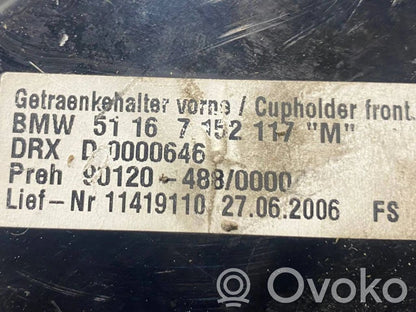 Getraenkehalter vorne / Cupholder front
BMW 51 16 7 152 117 "M"
DRX D 0000646
Preh 90120-488/0000
Lief-Nr 11419110 27.06.2006 FS
Ovoko